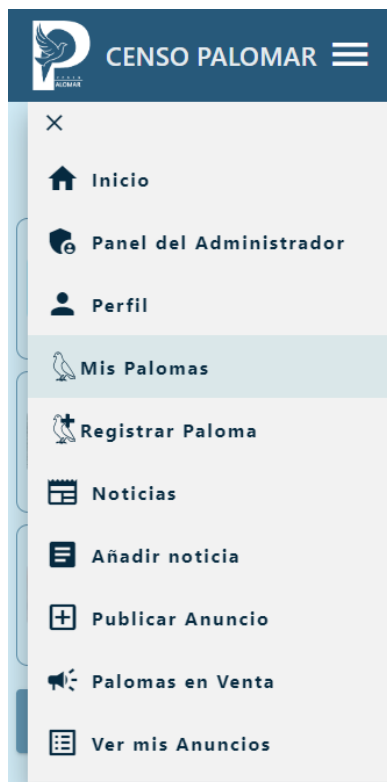 CENSO PALOMAR
Inicio
Panel del Administrador
Perfil
Mis Palomas
Registrar Paloma
Noticias
Añadir noticia
Publicar Anuncio
Palomas en Venta
Ver mis Anuncios